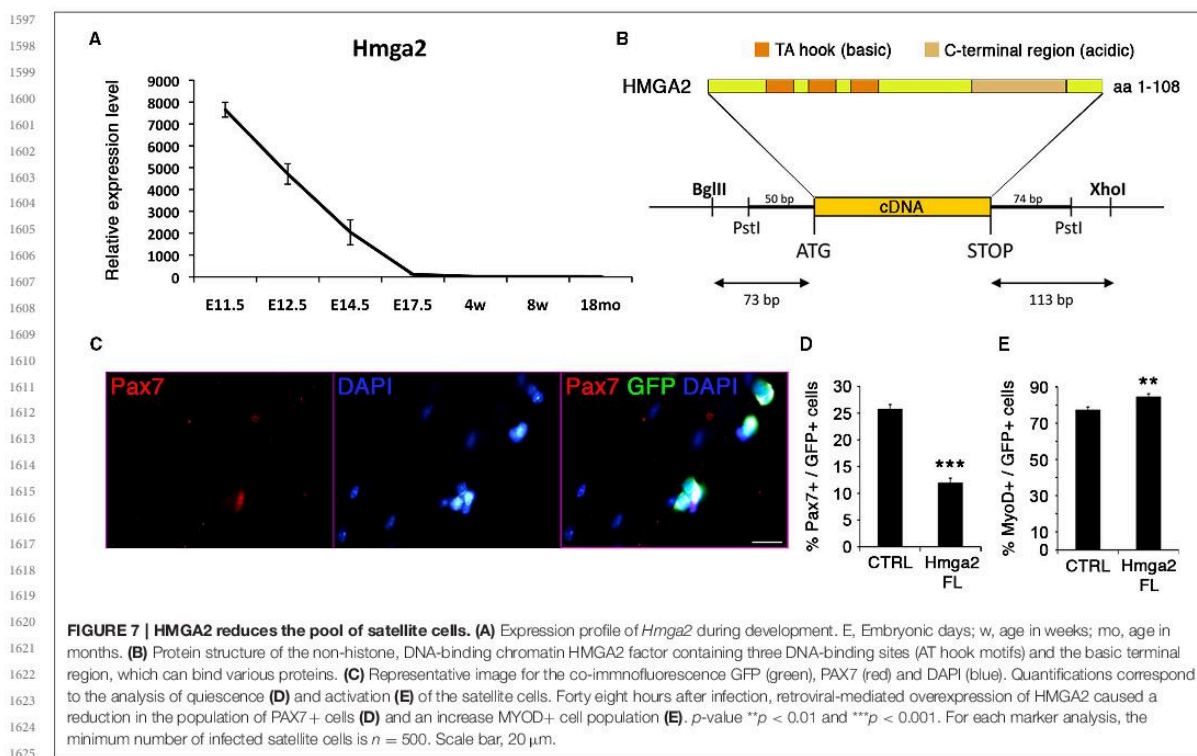 1597
1598
1599
1600
1601
1602
1603
1604
1605
1606
1607
1608
1609
1610
1611
1612
1613
1614
1615
1616
1617
1618
1619
1620
1621
1622
1623
1624
1625
A
Hmga2
Relative expression level
9000
8000
7000
6000
5000
4000
3000
2000
1000
0
E11.5 E12.5 E14.5 E17.5 4w 8w 18mo
B
TA hook (basic) C-terminal region (acidic)
HMGA2 aa 1-108
BglII 50 bp cDNA 74 bp XhoI
PstI PstI
ATG STOP
73 bp 113 bp
C
Pax7 DAPI Pax7 GFP DAPI
D
% Pax7+ / GFP+ cells
30
25
20
15
10
5
0
***
CTRL Hmga2
FL
E
% MyoD+ / GFP+ cells
90
70
50
30
10
0
**
CTRL Hmga2
FL
FIGURE 7 | HMGA2 reduces the pool of satellite cells. (A) Expression profile of Hmga2 during development. E, Embryonic days; w, age in weeks; mo, age in
months. (B) Protein structure of the non-histone, DNA-binding chromatin HMGA2 factor containing three DNA-binding sites (AT hook motifs) and the basic terminal
region, which can bind various proteins. (C) Representative image for the co-immnofluorescence GFP (green), PAX7 (red) and DAPI (blue). Quantifications correspond
to the analysis of quiescence (D) and activation (E) of the satellite cells. Forty eight hours after infection, retroviral-mediated overexpression of HMGA2 caused a
reduction in the population of PAX7+ cells (D) and an increase MYOD+ cell population (E). p-value **p < 0.01 and ***p < 0.001. For each marker analysis, the
minimum number of infected satellite cells is n = 500. Scale bar, 20 μm.